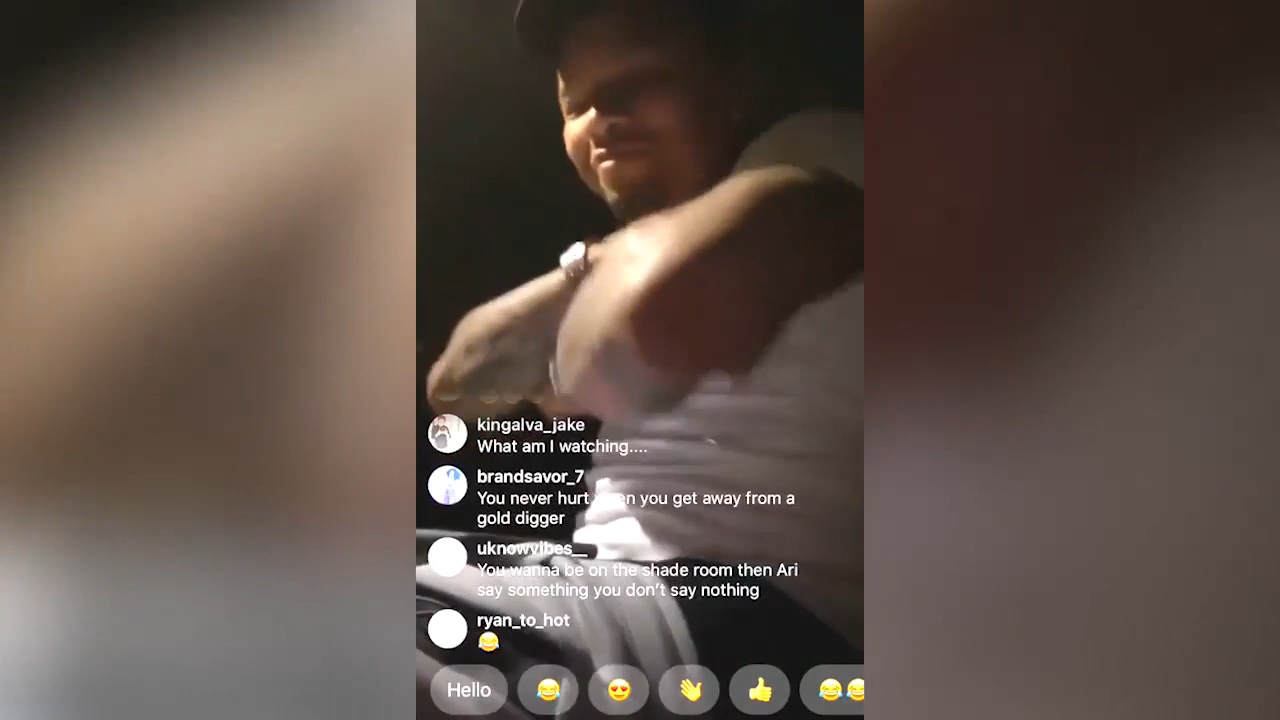 kingalva_jake
What am I watching....
brandsavor_7
You never hurt when you get away from a
gold digger
uknowvibes__
You wanna be on the shade room then Ari
say something you don’t say nothing
ryan_to_hot
😂
Hello 😂 😍 👋 👍 😂😂